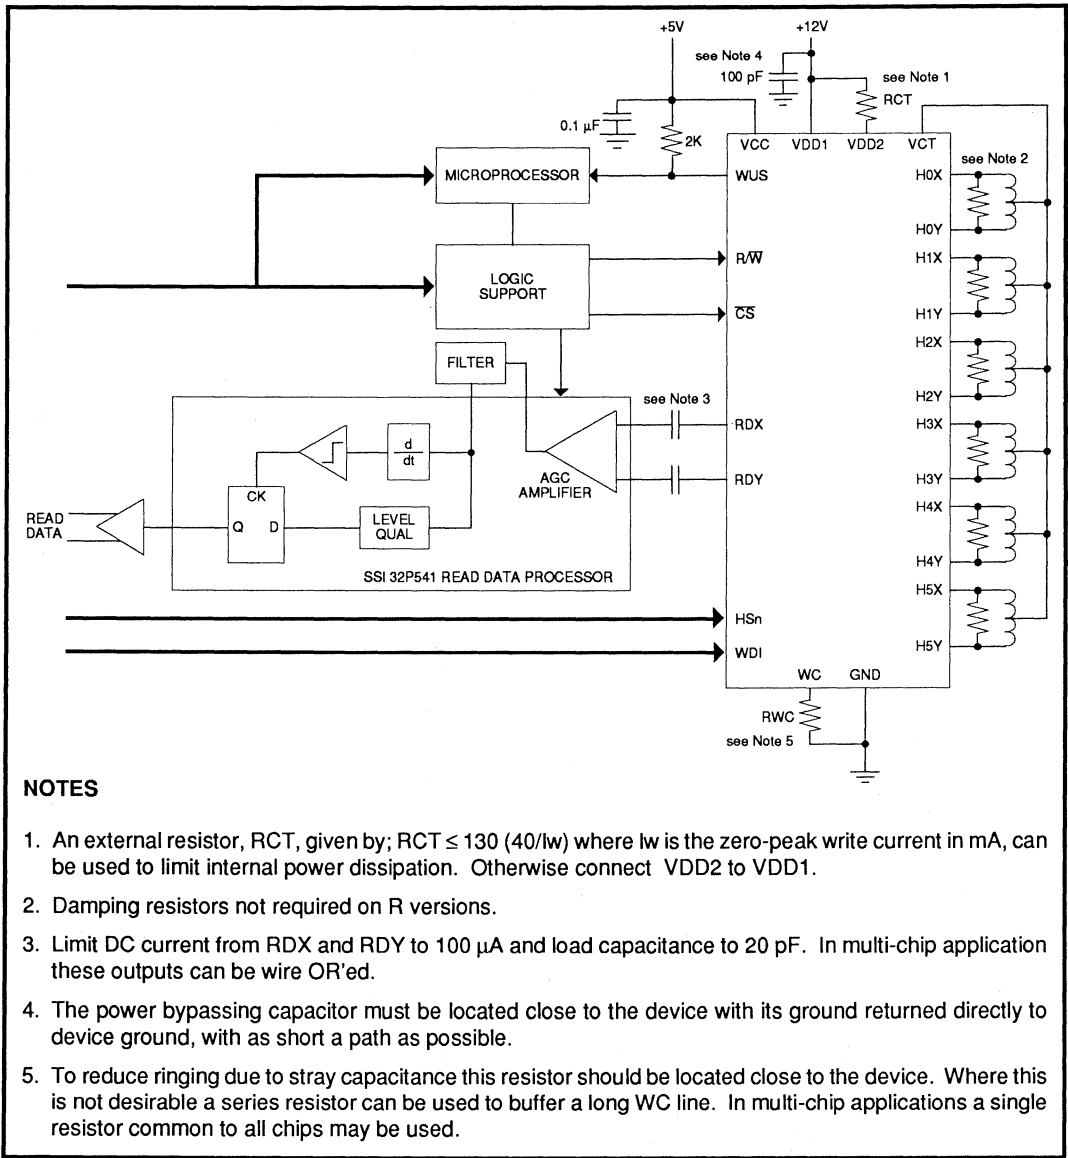 +5V
+12V
see Note 4
100 pF
see Note 1
RCT
0.1 µF
2K
VCC
VDD1
VDD2
VCT
see Note 2
MICROPROCESSOR
WUS
H0X
H0Y
LOGIC
SUPPORT
R/W̅
C̅S̅
H1X
H1Y
FILTER
H2X
H2Y
see Note 3
RDX
RDY
d
dt
AGC
AMPLIFIER
H3X
H3Y
CK
Q
D
LEVEL
QUAL
READ
DATA
H4X
H4Y
SSI 32P541 READ DATA PROCESSOR
H5X
H5Y
HSn
WDI
WC
GND
RWC
see Note 5
NOTES
1. An external resistor, RCT, given by; RCT ≤ 130 (40/Iw) where Iw is the zero-peak write current in mA, can
be used to limit internal power dissipation. Otherwise connect VDD2 to VDD1.
2. Damping resistors not required on R versions.
3. Limit DC current from RDX and RDY to 100 µA and load capacitance to 20 pF. In multi-chip application
these outputs can be wire OR'ed.
4. The power bypassing capacitor must be located close to the device with its ground returned directly to
device ground, with as short a path as possible.
5. To reduce ringing due to stray capacitance this resistor should be located close to the device. Where this
is not desirable a series resistor can be used to buffer a long WC line. In multi-chip applications a single
resistor common to all chips may be used.